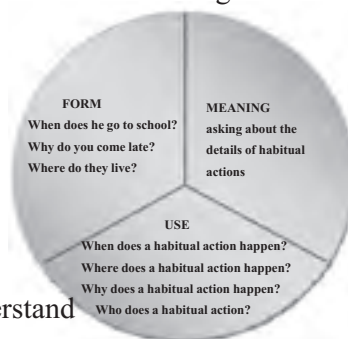 FORM
When does he go to school?
Why do you come late?
Where do they live?
MEANING
asking about the
details of habitual
actions
USE
When does a habitual action happen?
Where does a habitual action happen?
Why does a habitual action happen?
Who does a habitual action?
erstand